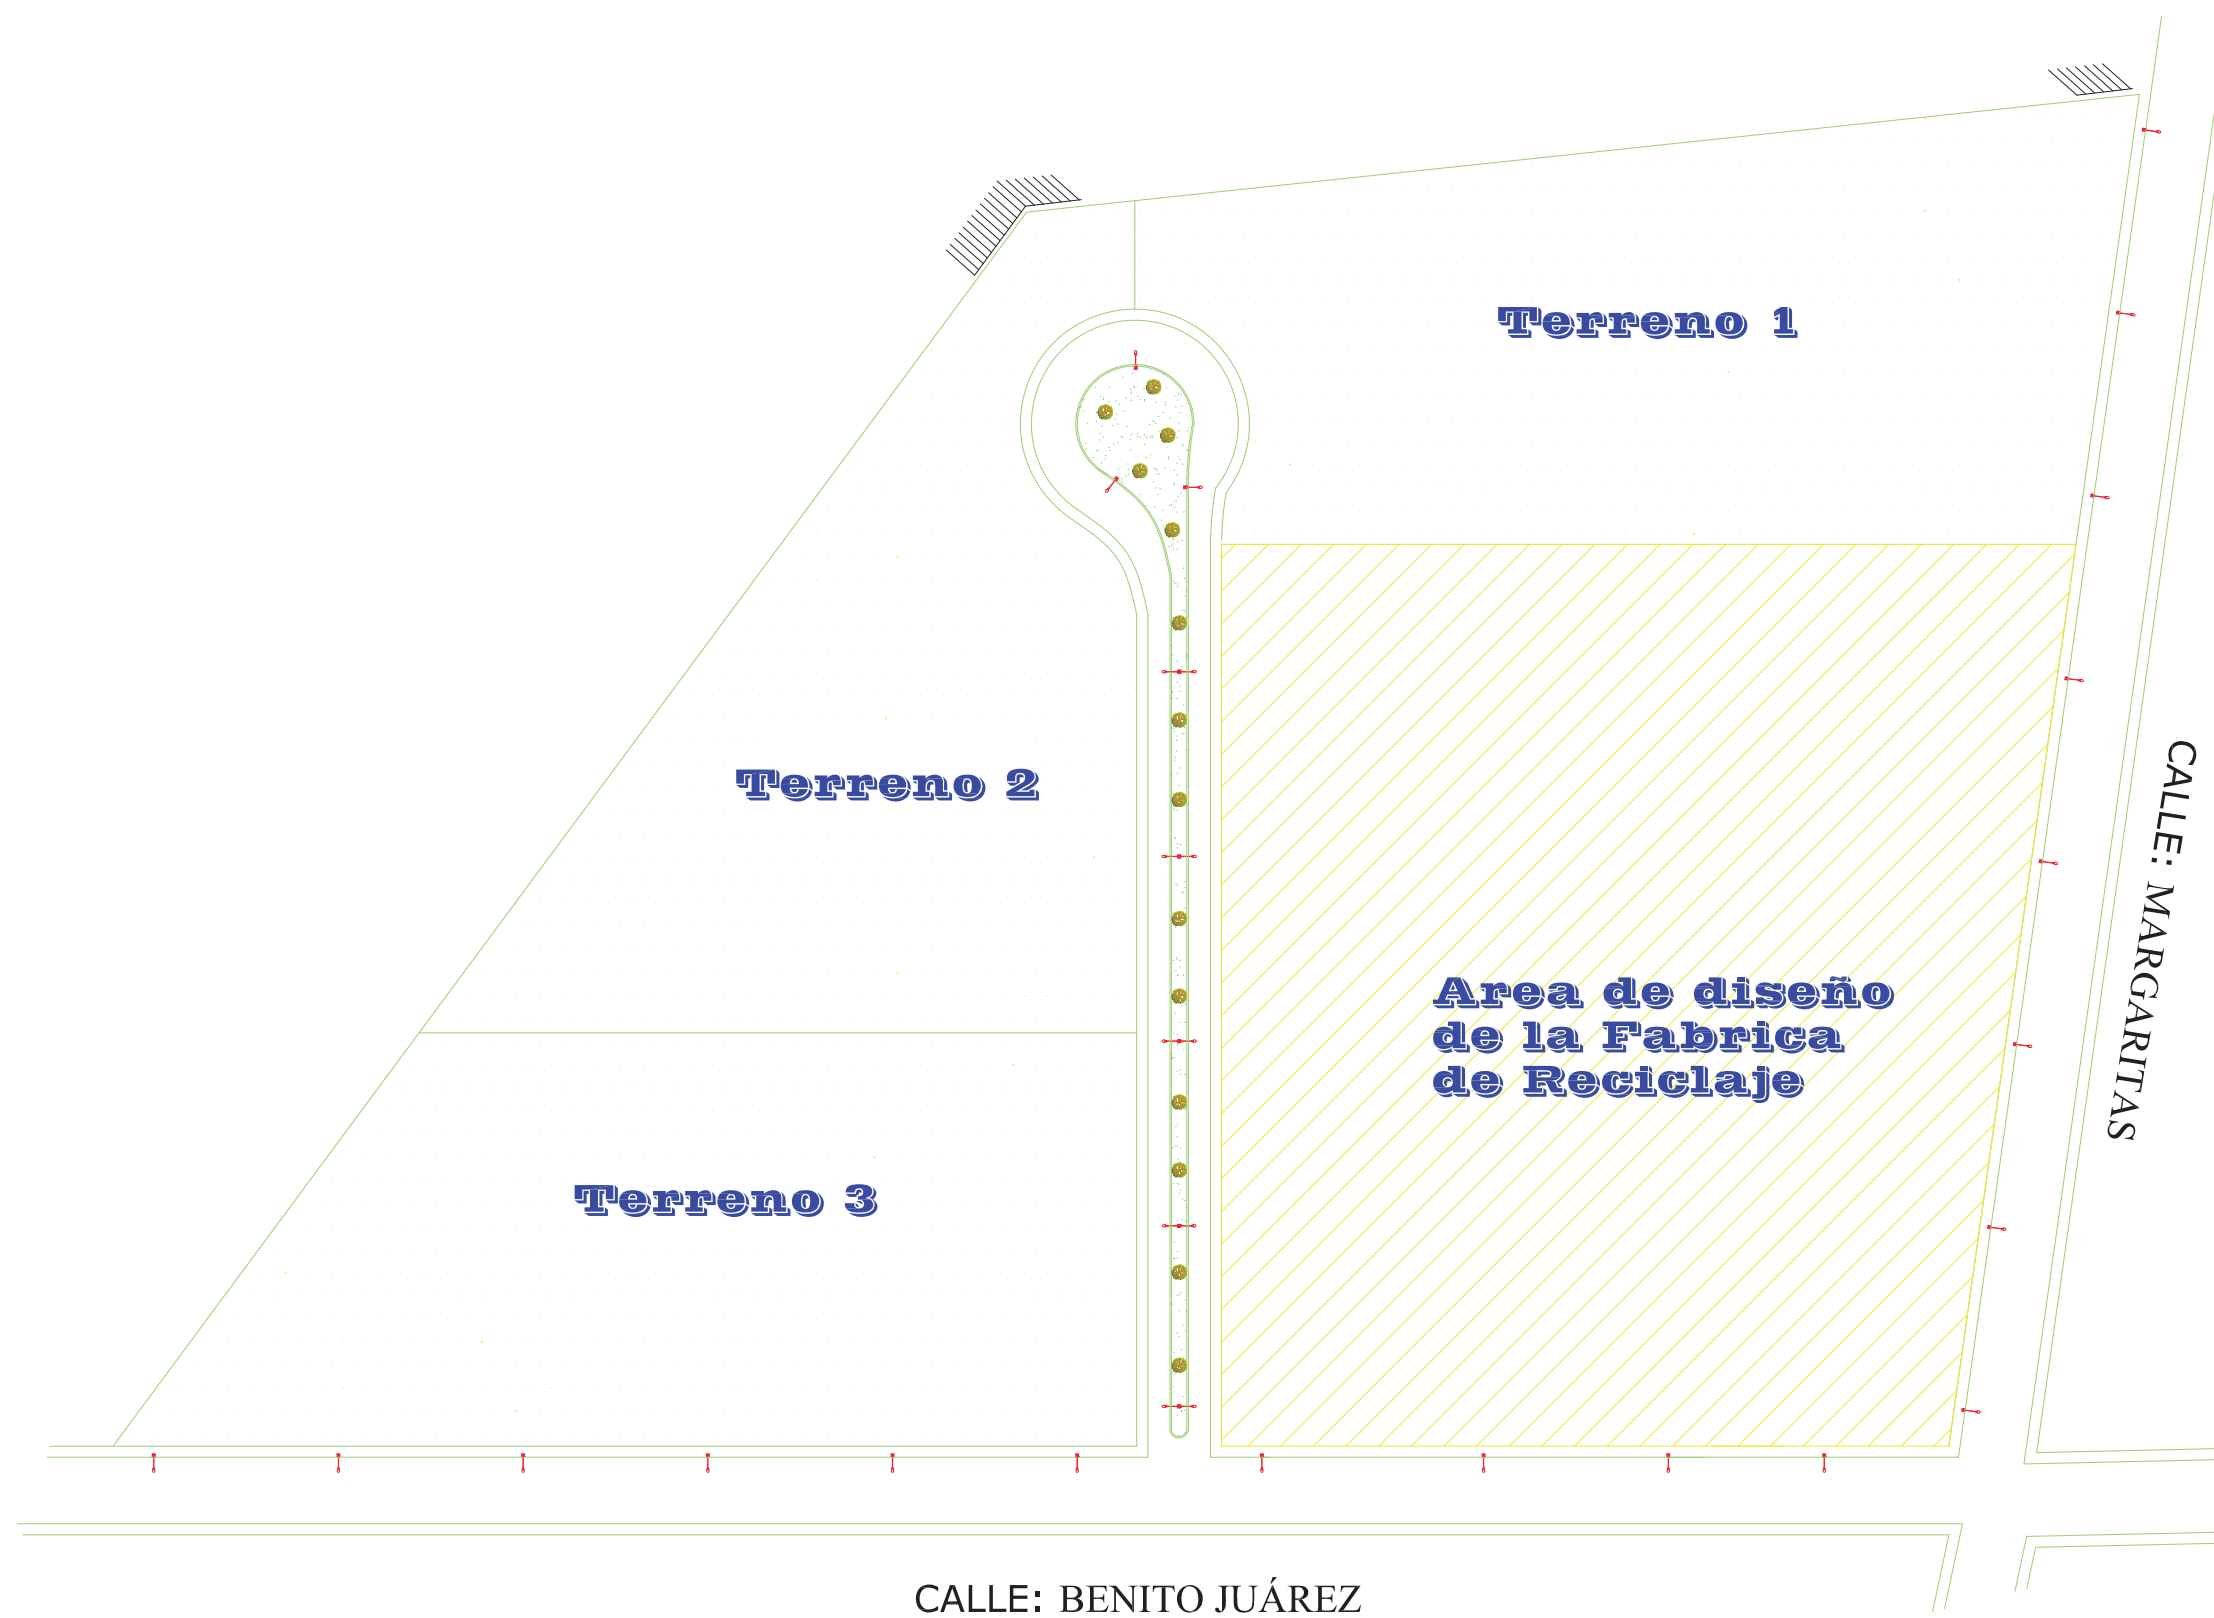 Terreno 1
Terreno 2
CALLE: MARGARITAS
Area de diseño
de la Fabrica
de Reciclaje
Terreno 3
CALLE: BENITO JUÁREZ